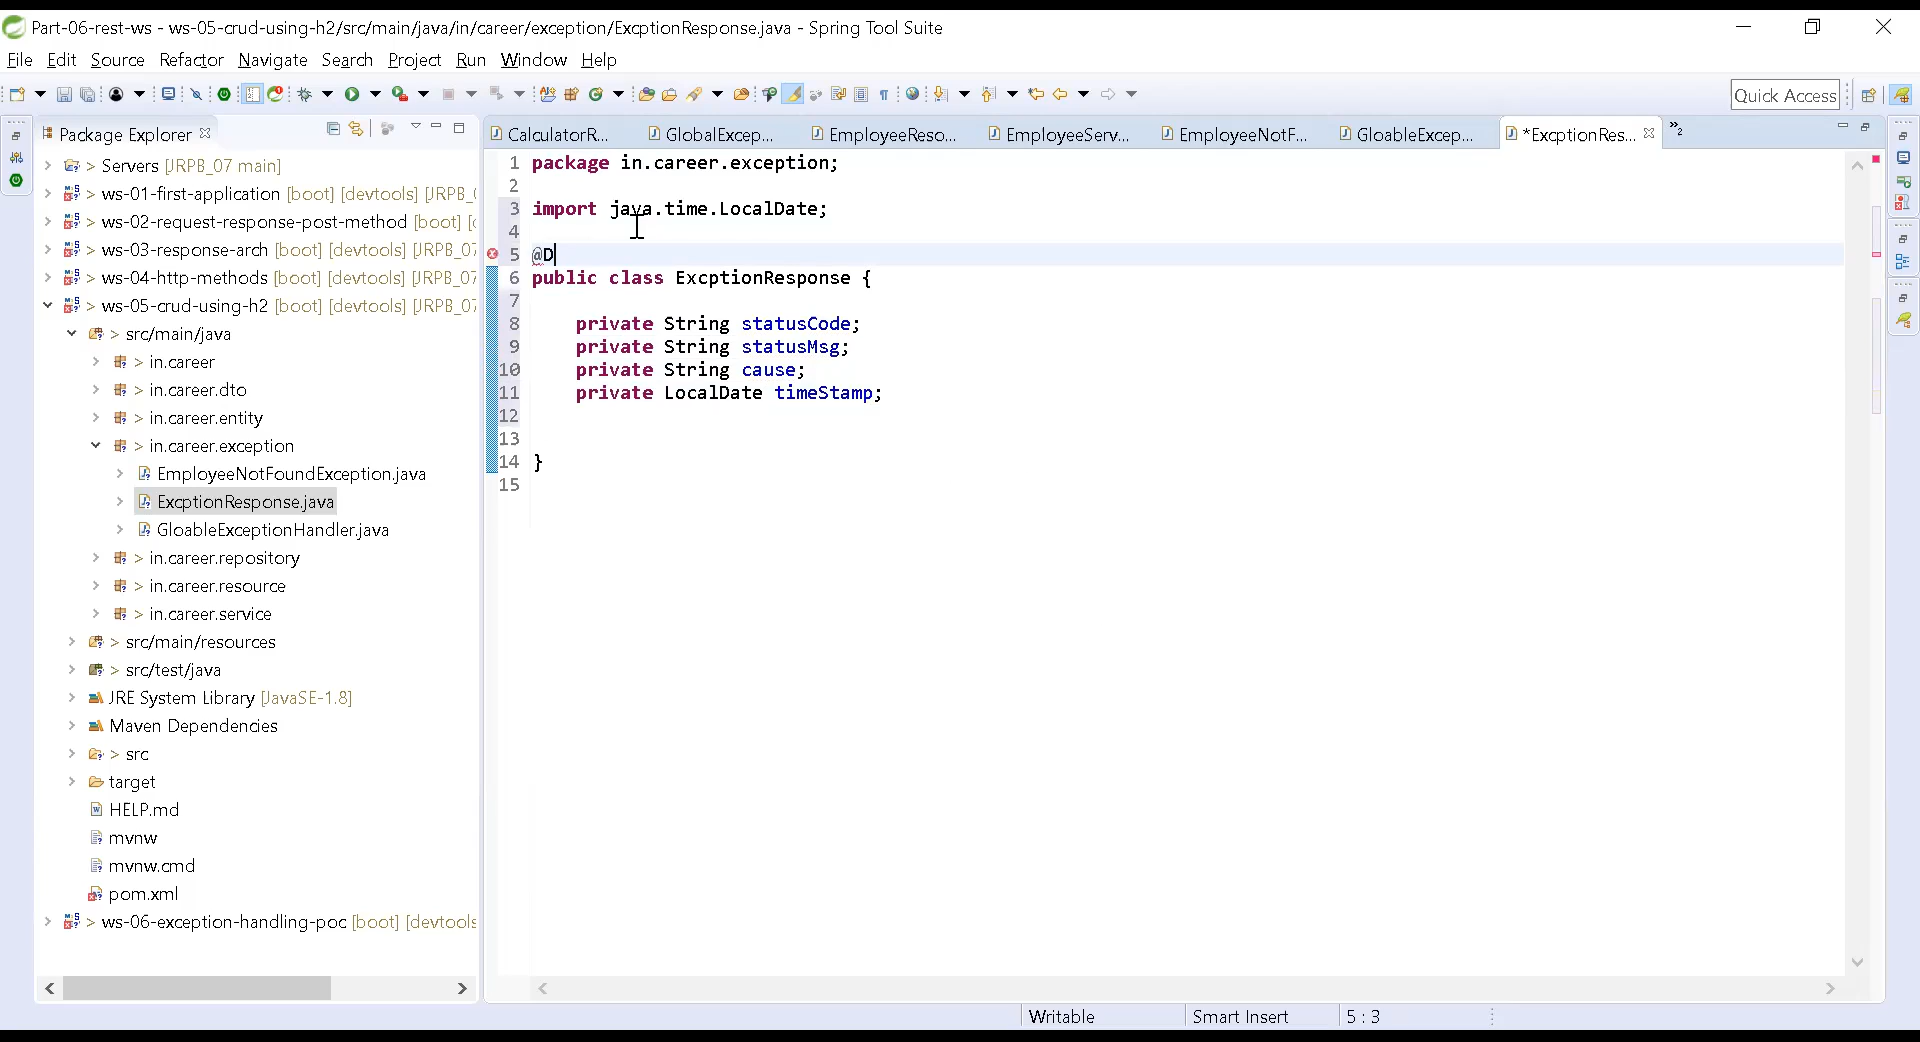 Part-06-rest-ws - ws-05-crud-using-h2/src/main/java/in/career/exception/ExcptionResponse.java - Spring Tool Suite
File Edit Source Refactor Navigate Search Project Run Window Help
Quick Access
Package Explorer
CalculatorR... GlobalExcep... EmployeeReso... EmployeeServ... EmployeeNotF... GloableExcep... *ExcptionRes... »2
> Servers [JRPB_07 main]
> ws-01-first-application [boot] [devtools] [JRPB_
> ws-02-request-response-post-method [boot] [
> ws-03-response-arch [boot] [devtools] [JRPB_07
> ws-04-http-methods [boot] [devtools] [JRPB_07
> ws-05-crud-using-h2 [boot] [devtools] [JRPB_07
> src/main/java
> in.career
> in.career.dto
> in.career.entity
> in.career.exception
EmployeeNotFoundException.java
ExcptionResponse.java
GloableExceptionHandler.java
> in.career.repository
> in.career.resource
> in.career.service
> src/main/resources
> src/test/java
JRE System Library [JavaSE-1.8]
Maven Dependencies
> src
target
HELP.md
mvnw
mvnw.cmd
pom.xml
> ws-06-exception-handling-poc [boot] [devtools
1 package in.career.exception;
2
3 import java.time.LocalDate;
4
5 @D
6 public class ExcptionResponse {
7
8 private String statusCode;
9 private String statusMsg;
10 private String cause;
11 private LocalDate timeStamp;
12
13
14 }
15
Writable Smart Insert 5 : 3